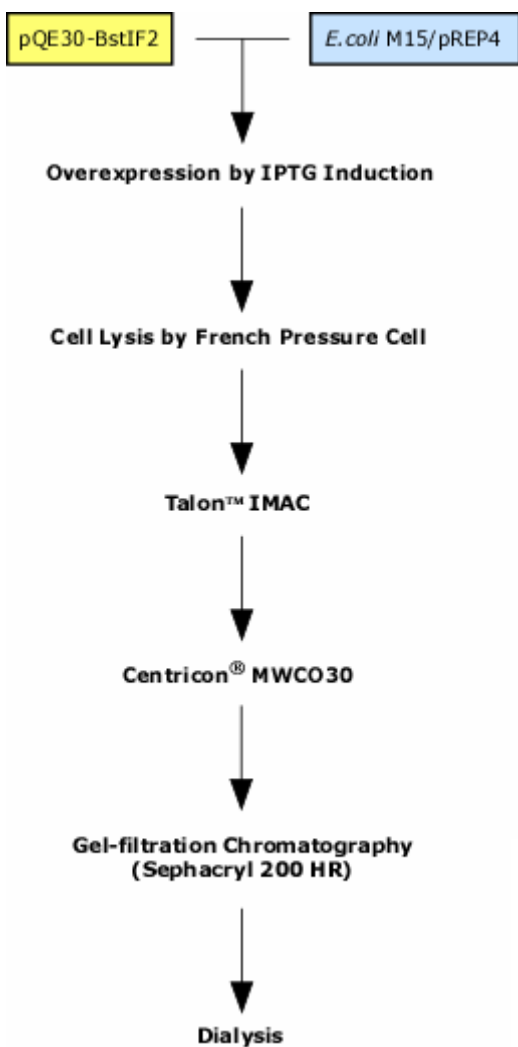 pQE30-BstIF2
E.coli M15/pREP4
Overexpression by IPTG Induction
Cell Lysis by French Pressure Cell
Talon™ IMAC
Centricon® MWCO30
Gel-filtration Chromatography
(Sephacryl 200 HR)
Dialysis